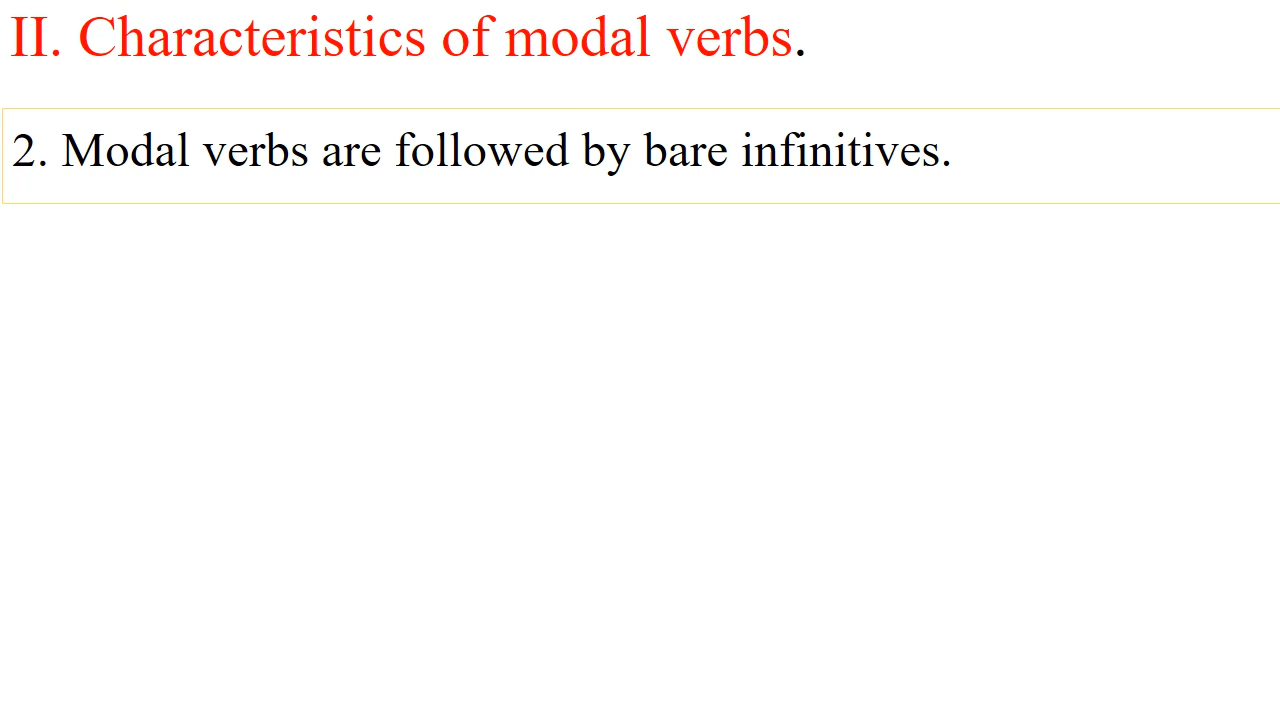 II. Characteristics of modal verbs.
2. Modal verbs are followed by bare infinitives.